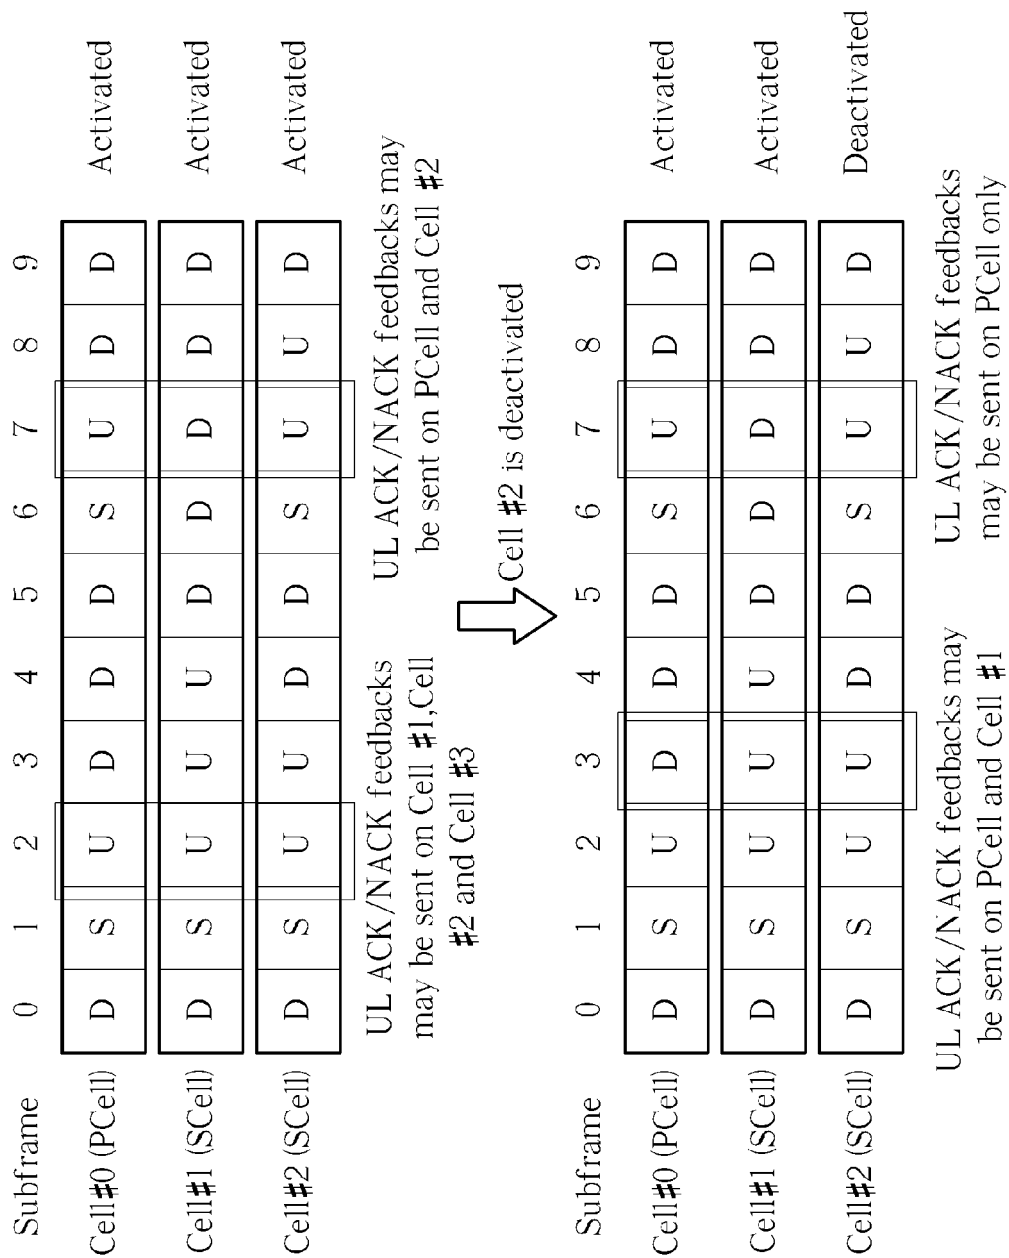 Subframe 0 1 2 3 4 5 6 7 8 9
Cell#0 (PCell) D S U D D D S U D D Activated
Cell#1 (SCell) D S U U U D D D D D Activated
Cell#2 (SCell) D S U U D D S U U D Activated
UL ACK/NACK feedbacks
may be sent on Cell #1,Cell
#2 and Cell #3
UL ACK/NACK feedbacks may
be sent on PCell and Cell #2
Cell #2 is deactivated
Subframe 0 1 2 3 4 5 6 7 8 9
Cell#0 (PCell) D S U D D D S U D D Activated
Cell#1 (SCell) D S U U U D D D D D Activated
Cell#2 (SCell) D S U U D D S U U D Deactivated
UL ACK/NACK feedbacks may
be sent on PCell and Cell #1
UL ACK/NACK feedbacks
may be sent on PCell only